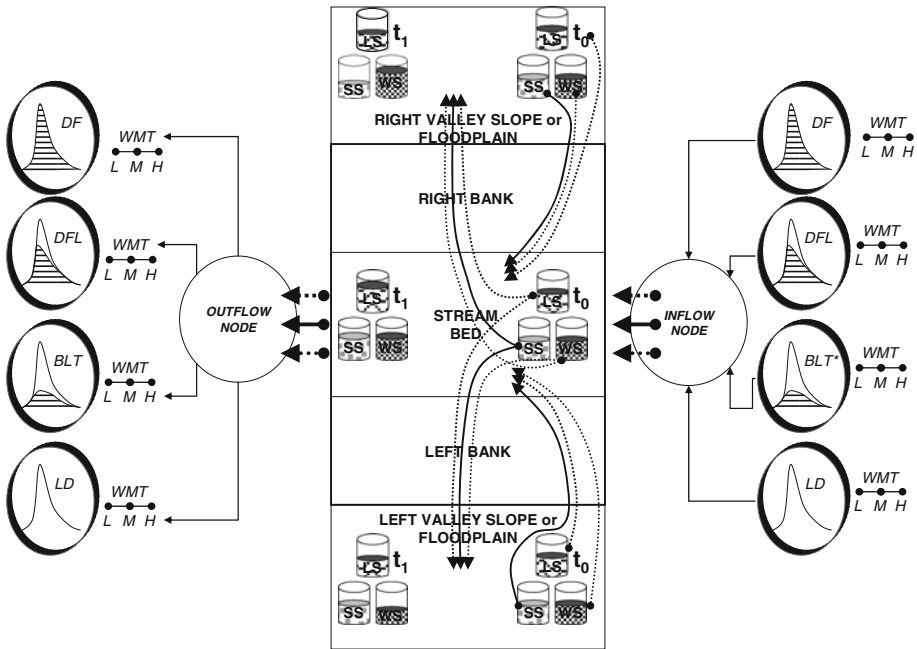 DF
WMT
L M H
DFL
WMT
L M H
BLT
WMT
L M H
LD
WMT
L M H
OUTFLOW
NODE
LS
t1
SS
WS
LS
t0
SS
WS
RIGHT VALLEY SLOPE or
FLOODPLAIN
RIGHT BANK
LS
t1
SS
WS
STREAM
BED
LS
t0
SS
WS
LEFT BANK
LEFT VALLEY SLOPE or
FLOODPLAIN
LS
t1
SS
WS
LS
t0
SS
WS
INFLOW
NODE
DF
WMT
L M H
DFL
WMT
L M H
BLT*
WMT
L M H
LD
WMT
L M H